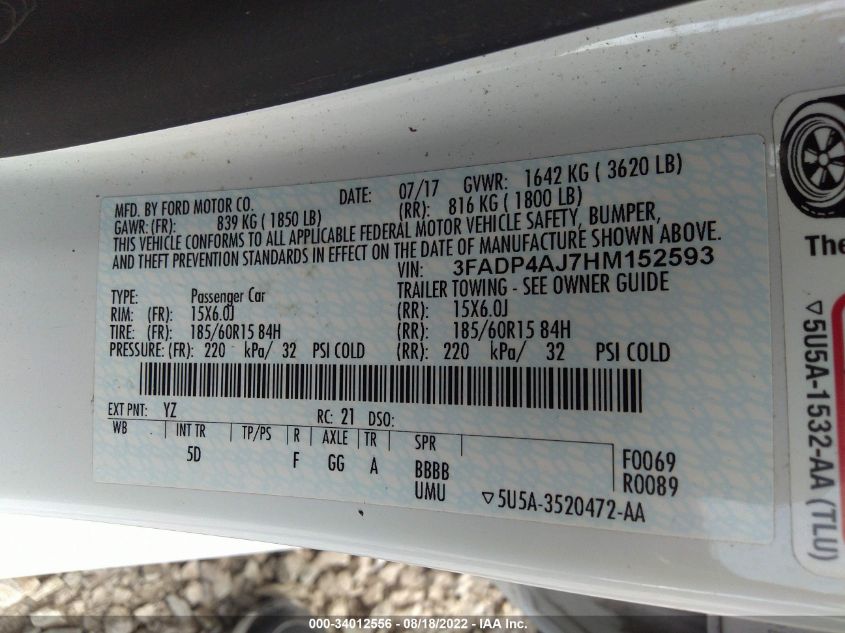 MFD. BY FORD MOTOR CO. DATE: 07/17 GVWR: 1642 KG ( 3620 LB)
GAWR: (FR): 839 KG ( 1850 LB) (RR): 816 KG ( 1800 LB)
THIS VEHICLE CONFORMS TO ALL APPLICABLE FEDERAL MOTOR VEHICLE SAFETY, BUMPER,
AND THEFT PREVENTION STANDARDS IN EFFECT ON THE DATE OF MANUFACTURE SHOWN ABOVE.
VIN: 3FADP4AJ7HM152593
TRAILER TOWING - SEE OWNER GUIDE
TYPE: Passenger Car
RIM: (FR): 15X6.0J (RR): 15X6.0J
TIRE: (FR): 185/60R15 84H (RR): 185/60R15 84H
PRESSURE: (FR): 220 kPa/ 32 PSI COLD (RR): 220 kPa/ 32 PSI COLD
EXT PNT: YZ RC: 21 DSO:
WB INT TR TP/PS R AXLE TR SPR
5D F GG A BBBB F0069
UMU R0089
▽5U5A-3520472-AA
The
▽5U5A-1532-AA (TLU)
000-34012556 - 08/18/2022 - IAAI.COM